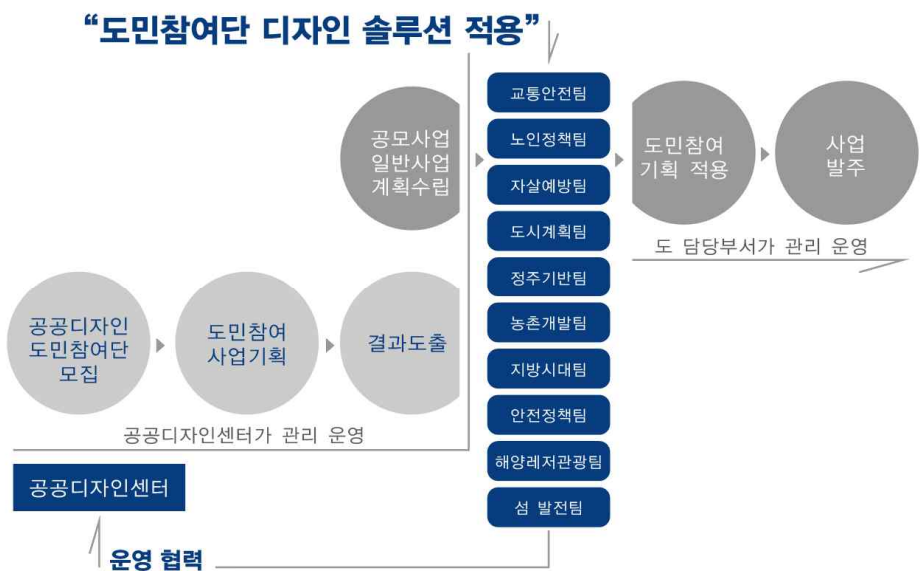 “도민참여단 디자인 솔루션 적용”
공모사업
일반사업
계획수립
교통안전팀
노인정책팀
자살예방팀
도시계획팀
정주기반팀
농촌개발팀
지방시대팀
안전정책팀
해양레저관광팀
섬 발전팀
도민참여
기획 적용
사업
발주
도 담당부서가 관리 운영
공공디자인
도민참여단
모집
도민참여
사업기획
결과도출
공공디자인센터가 관리 운영
공공디자인센터
운영 협력